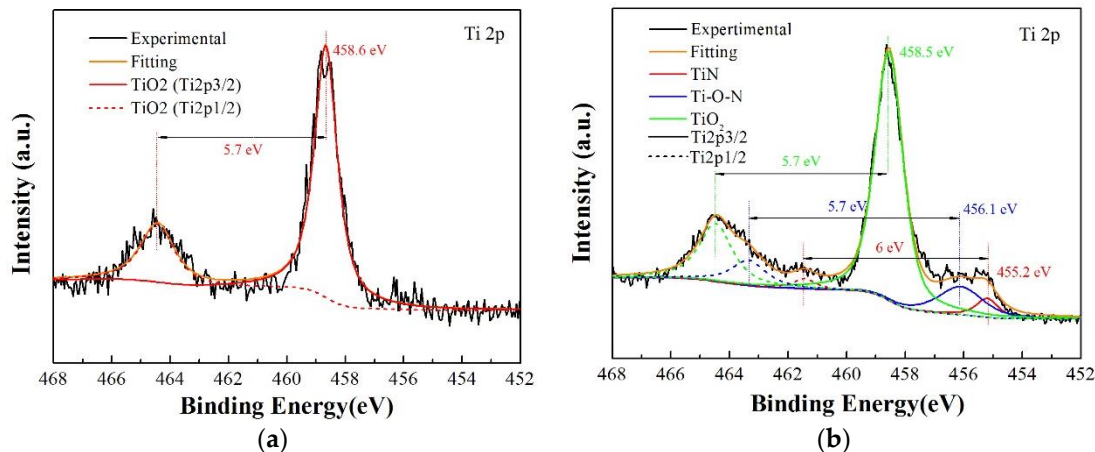 Ti 2p
Experimental
Fitting
TiO2 (Ti2p3/2)
TiO2 (Ti2p1/2)
458.6 eV
5.7 eV
Intensity (a.u.)
468 466 464 462 460 458 456 454 452
Binding Energy(eV)
(a)
Ti 2p
Expertimental
Fitting
TiN
Ti-O-N
TiO2
Ti2p3/2
Ti2p1/2
458.5 eV
5.7 eV
5.7 eV
456.1 eV
6 eV
455.2 eV
Intensity (a.u.)
468 466 464 462 460 458 456 454 452
Binding Energy(eV)
(b)